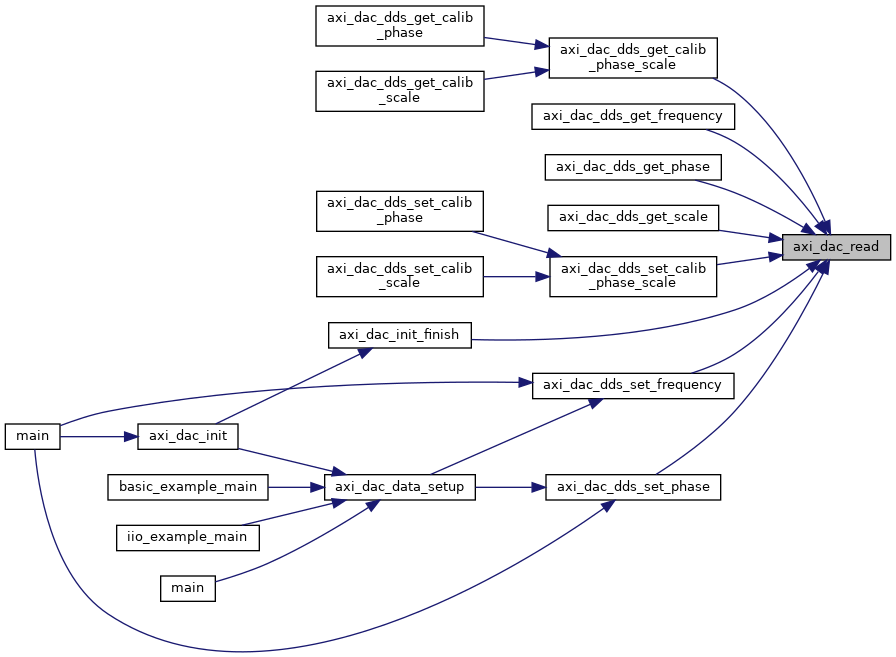 axi_dac_dds_get_calib
_phase
axi_dac_dds_get_calib
_phase_scale
axi_dac_dds_get_calib
_scale
axi_dac_dds_get_frequency
axi_dac_dds_get_phase
axi_dac_dds_set_calib
_phase
axi_dac_dds_get_scale
axi_dac_read
axi_dac_dds_set_calib
_scale
axi_dac_dds_set_calib
_phase_scale
axi_dac_init_finish
axi_dac_dds_set_frequency
main
axi_dac_init
basic_example_main
axi_dac_data_setup
axi_dac_dds_set_phase
iio_example_main
main